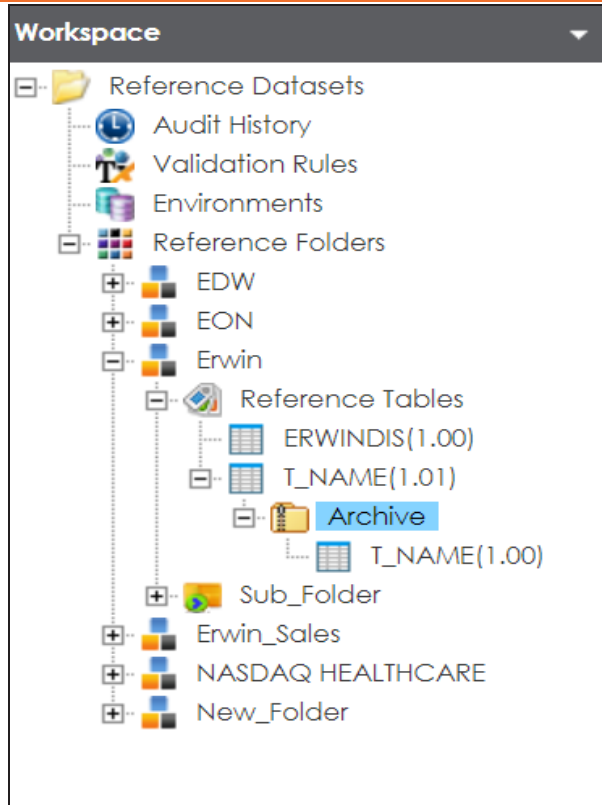 Workspace
Reference Datasets
Audit History
Validation Rules
Environments
Reference Folders
EDW
EON
Erwin
Reference Tables
ERWINDIS(1.00)
T_NAME(1.01)
Archive
T_NAME(1.00)
Sub_Folder
Erwin_Sales
NASDAQ HEALTHCARE
New_Folder